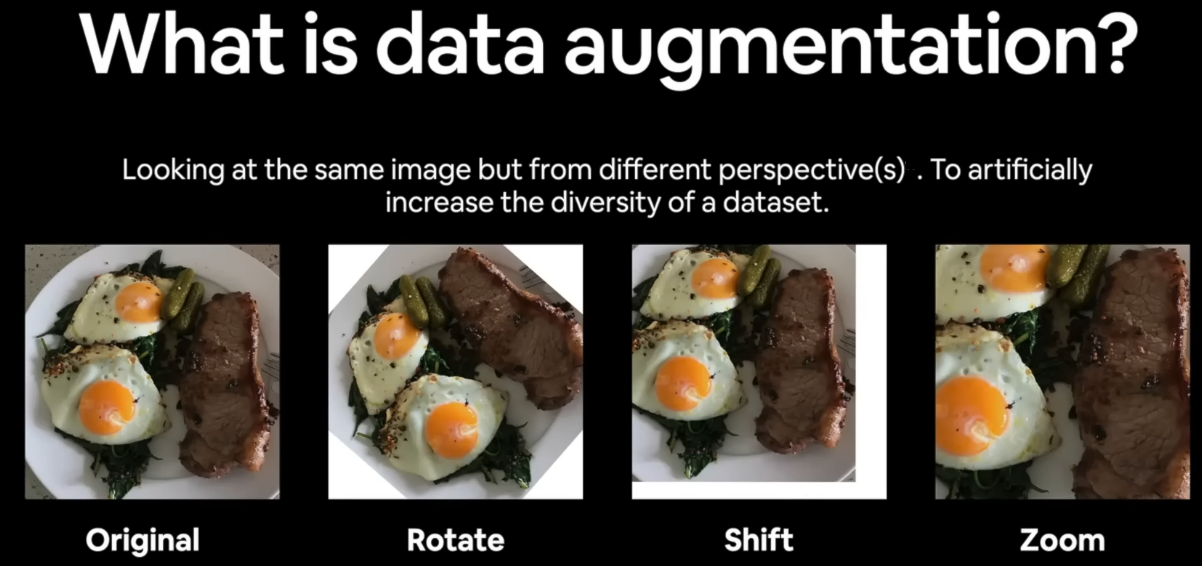 What is data augmentation?
Looking at the same image but from different perspective(s) . To artificially
increase the diversity of a dataset.
Original
Rotate
Shift
Zoom